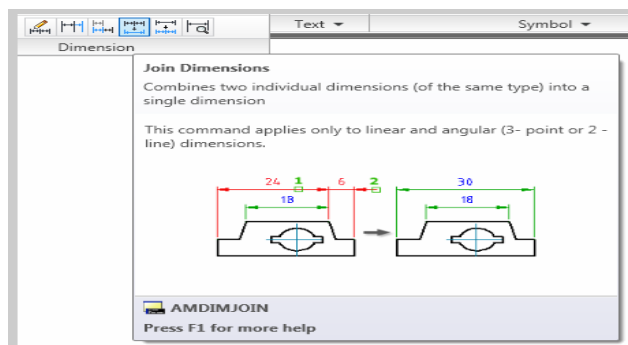 Text Symbol
Dimension
Join Dimensions
Combines two individual dimensions (of the same type) into a
single dimension
This command applies only to linear and angular (3- point or 2 -
line) dimensions.
24 1 6 2 30
18 18
AMDIMJOIN
Press F1 for more help